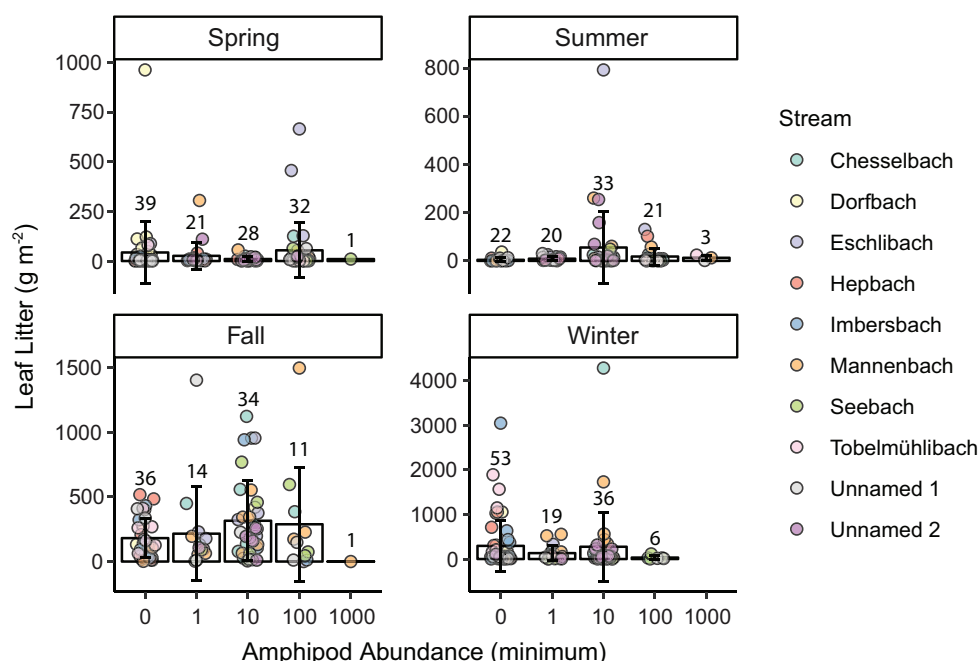 Spring
Summer
1000
750
500
250
0
39
21
28
32
1
800
600
400
200
0
22
20
33
21
3
Fall
Winter
1500
1000
500
0
36
14
34
11
1
4000
3000
2000
1000
0
53
19
36
6
0 1 10 100 1000
0 1 10 100 1000
Leaf Litter (g m-2)
Amphipod Abundance (minimum)
Stream
Chesselbach
Dorfbach
Eschlibach
Hepbach
Imbersbach
Mannenbach
Seebach
Tobelmühlibach
Unnamed 1
Unnamed 2